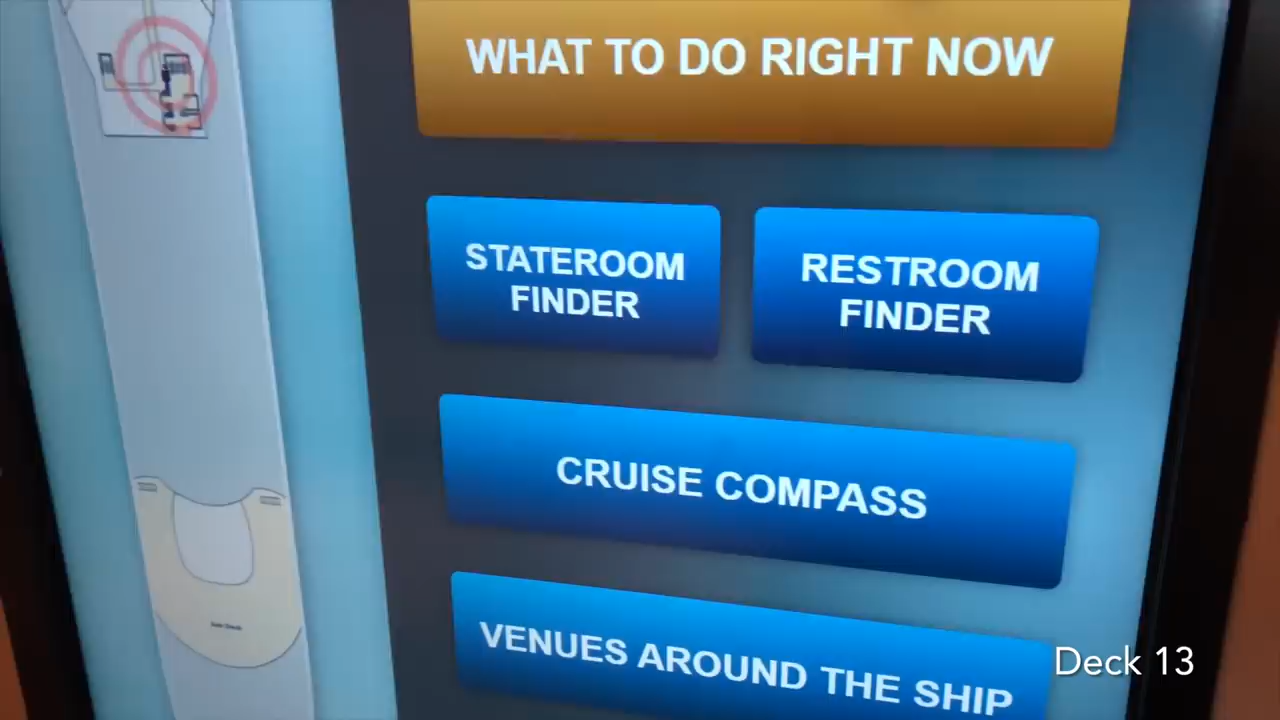 WHAT TO DO RIGHT NOW
STATEROOM
FINDER
RESTROOM
FINDER
CRUISE COMPASS
VENUES AROUND THE SHIP
Deck 13